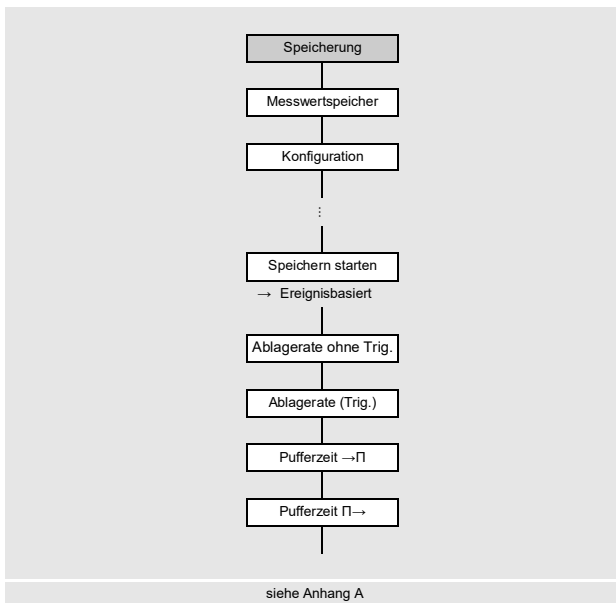 Speicherung
Messwertspeicher
Konfiguration
⋮
Speichern starten
→ Ereignisbasiert
Ablagerate ohne Trig.
Ablagerate (Trig.)
Pufferzeit →Π
Pufferzeit Π→
siehe Anhang A